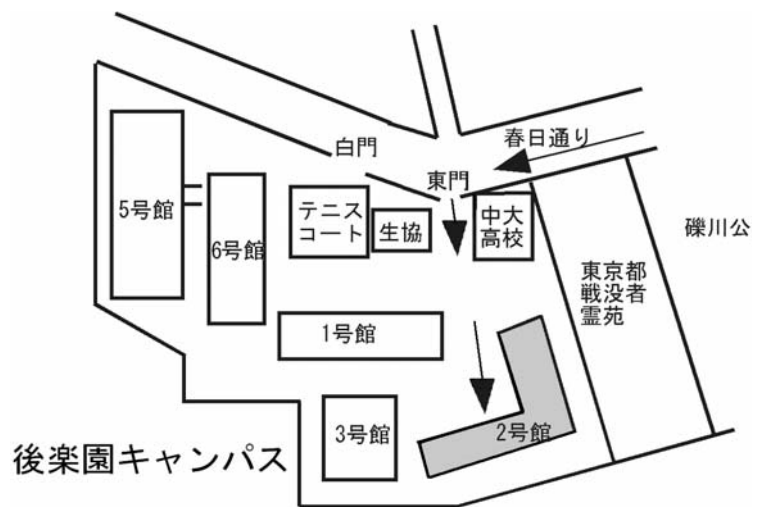 春日通り
白門
東門
5号館
6号館
テニス
コート
生協
中大
高校
礫川公
東京都
戦没者
霊苑
1号館
3号館
2号館
後楽園キャンパス